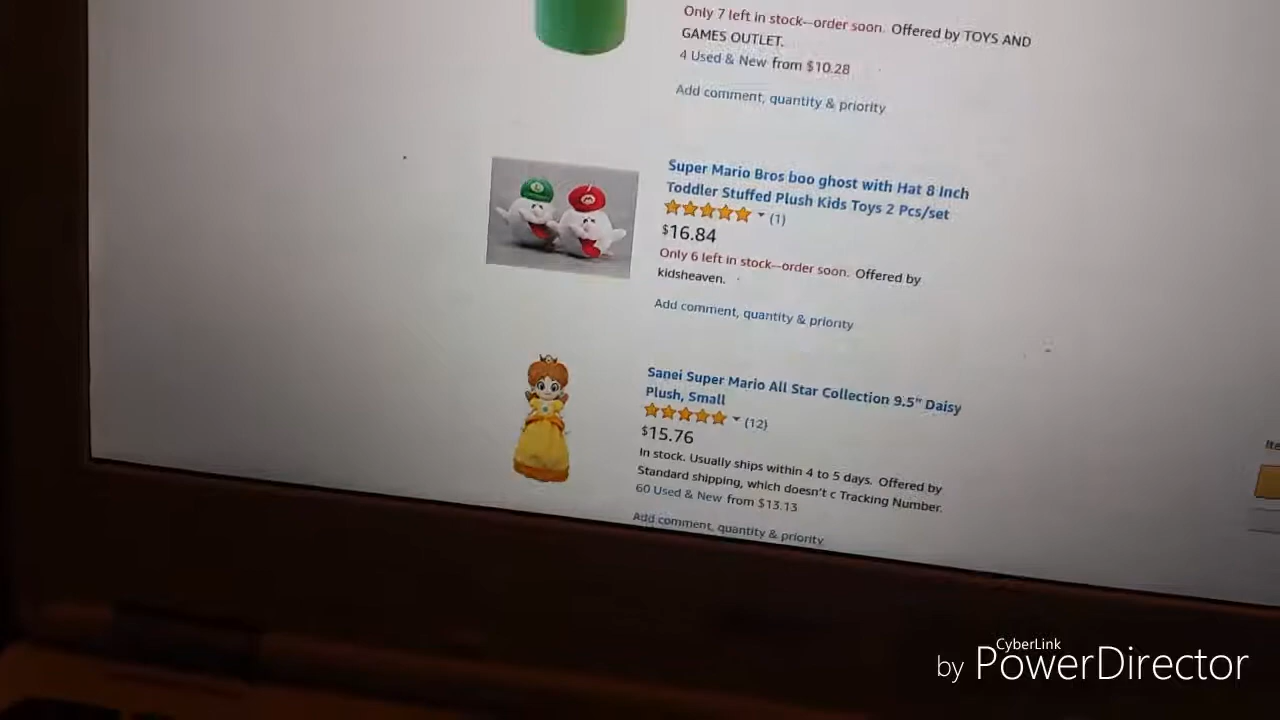 Only 7 left in stock--order soon. Offered by TOYS AND
GAMES OUTLET.
4 Used & New from $10.28
Add comment, quantity & priority
Super Mario Bros boo ghost with Hat 8 Inch
Toddler Stuffed Plush Kids Toys 2 Pcs/set
(1)
$16.84
Only 6 left in stock--order soon. Offered by
kidsheaven.
Add comment, quantity & priority
Sanei Super Mario All Star Collection 9.5" Daisy
Plush, Small
(12)
$15.76
In stock. Usually ships within 4 to 5 days. Offered by
Standard shipping, which doesn't c Tracking Number.
60 Used & New from $13.13
Add comment, quantity & priority
CyberLink
by PowerDirector